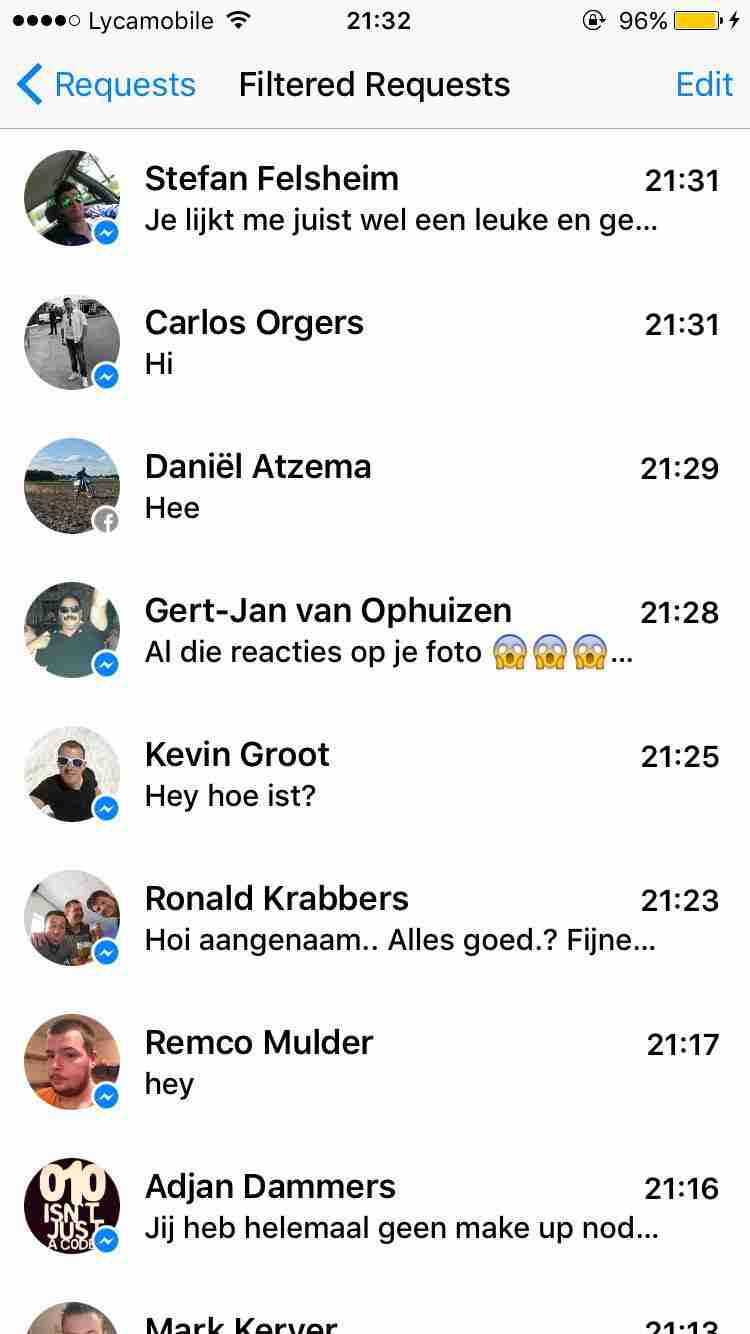 Lycamobile 21:32 96%
Requests Filtered Requests Edit
Stefan Felsheim 21:31
Je lijkt me juist wel een leuke en ge...
Carlos Orgers 21:31
Hi
Daniël Atzema 21:29
Hee
Gert-Jan van Ophuizen 21:28
Al die reacties op je foto 😱😱😱...
Kevin Groot 21:25
Hey hoe ist?
Ronald Krabbers 21:23
Hoi aangenaam.. Alles goed.? Fijne...
Remco Mulder 21:17
hey
010
ISN'T
JUST
A CODE
Adjan Dammers 21:16
Jij heb helemaal geen make up nod...
Mark Kerver 21:13